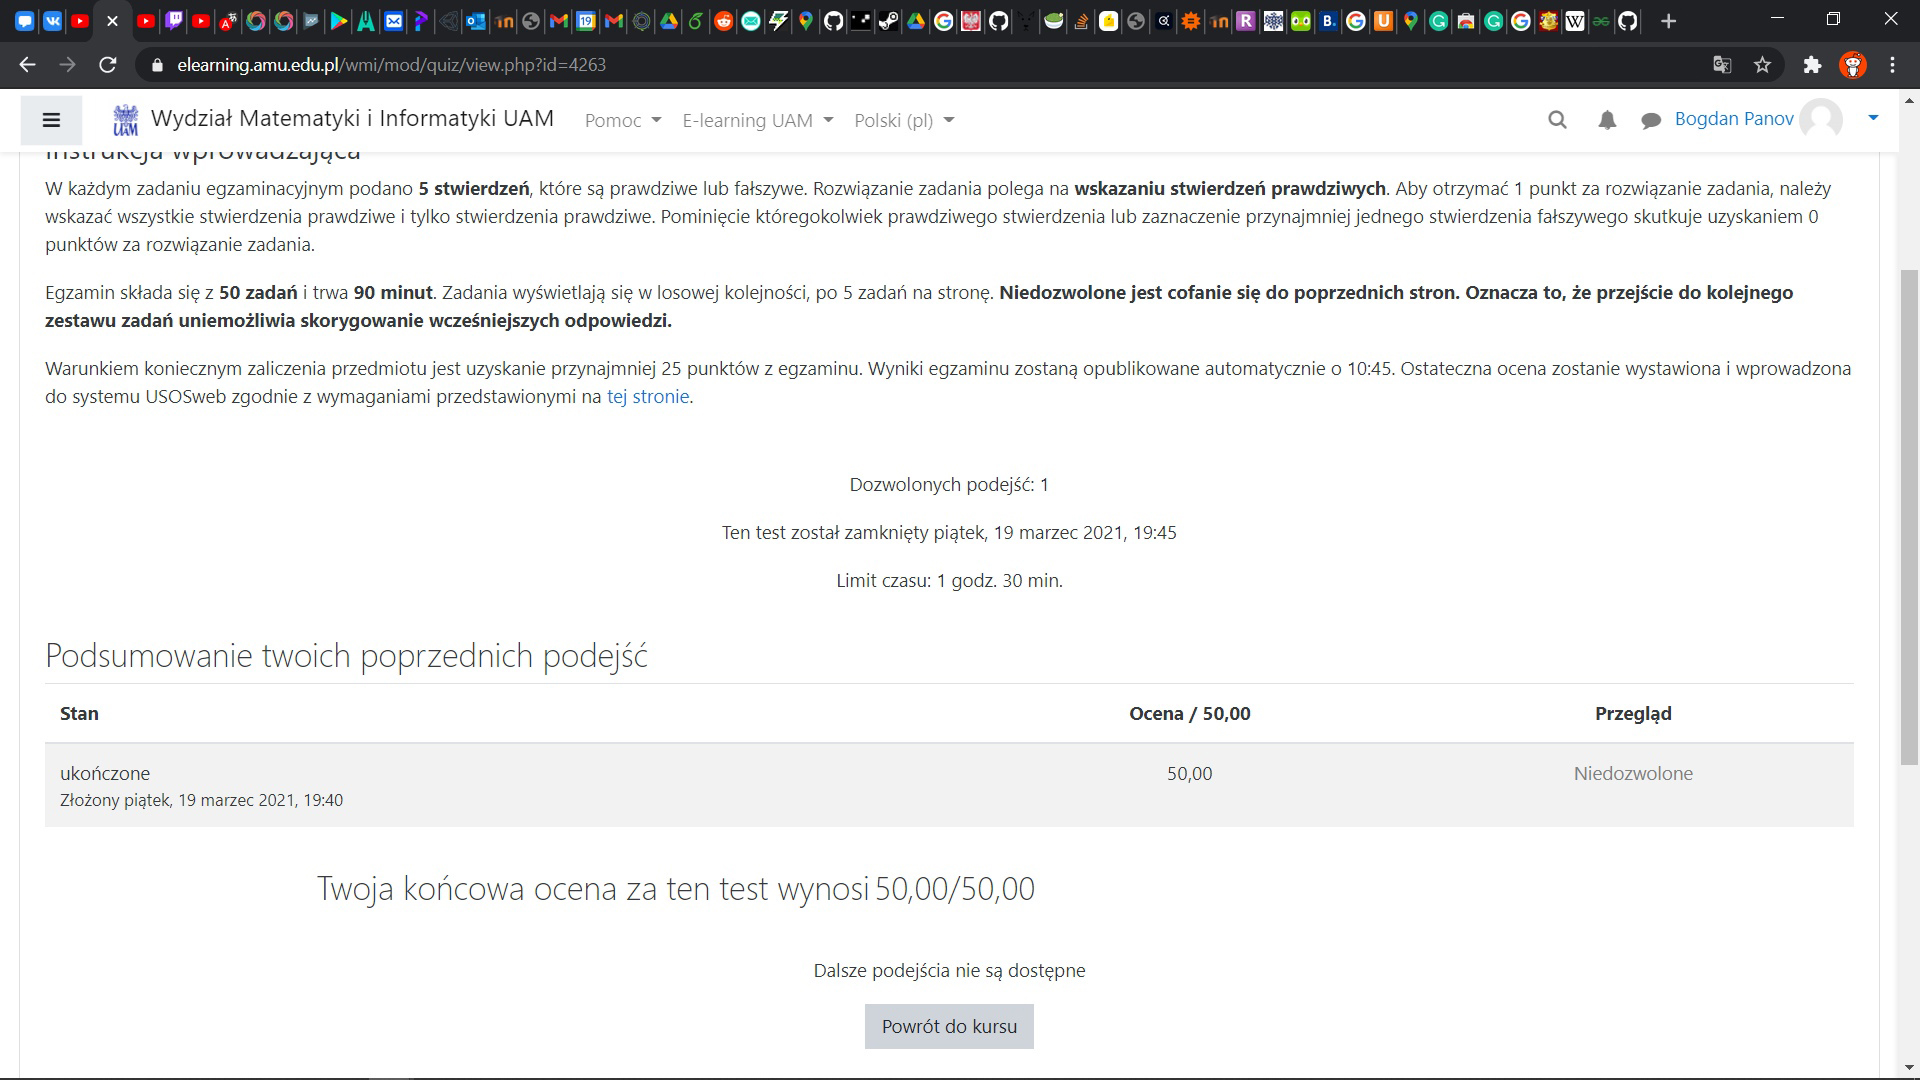 elearning.amu.edu.pl/wmi/mod/quiz/view.php?id=4263
Wydział Matematyki i Informatyki UAM
Pomoc
E-learning UAM
Polski (pl)
Bogdan Panov
Instrukcja wprowadzająca
W każdym zadaniu egzaminacyjnym podano 5 stwierdzeń, które są prawdziwe lub fałszywe. Rozwiązanie zadania polega na wskazaniu stwierdzeń prawdziwych. Aby otrzymać 1 punkt za rozwiązanie zadania, należy
wskazać wszystkie stwierdzenia prawdziwe i tylko stwierdzenia prawdziwe. Pominięcie któregokolwiek prawdziwego stwierdzenia lub zaznaczenie przynajmniej jednego stwierdzenia fałszywego skutkuje uzyskaniem 0
punktów za rozwiązanie zadania.
Egzamin składa się z 50 zadań i trwa 90 minut. Zadania wyświetlają się w losowej kolejności, po 5 zadań na stronę. Niedozwolone jest cofanie się do poprzednich stron. Oznacza to, że przejście do kolejnego
zestawu zadań uniemożliwia skorygowanie wcześniejszych odpowiedzi.
Warunkiem koniecznym zaliczenia przedmiotu jest uzyskanie przynajmniej 25 punktów z egzaminu. Wyniki egzaminu zostaną opublikowane automatycznie o 10:45. Ostateczna ocena zostanie wystawiona i wprowadzona
do systemu USOSweb zgodnie z wymaganiami przedstawionymi na tej stronie.
Dozwolonych podejść: 1
Ten test został zamknięty piątek, 19 marzec 2021, 19:45
Limit czasu: 1 godz. 30 min.
Podsumowanie twoich poprzednich podejść
Stan
Ocena / 50,00
Przegląd
ukończone
50,00
Niedozwolone
Złożony piątek, 19 marzec 2021, 19:40
Twoja końcowa ocena za ten test wynosi 50,00/50,00
Dalsze podejścia nie są dostępne
Powrót do kursu